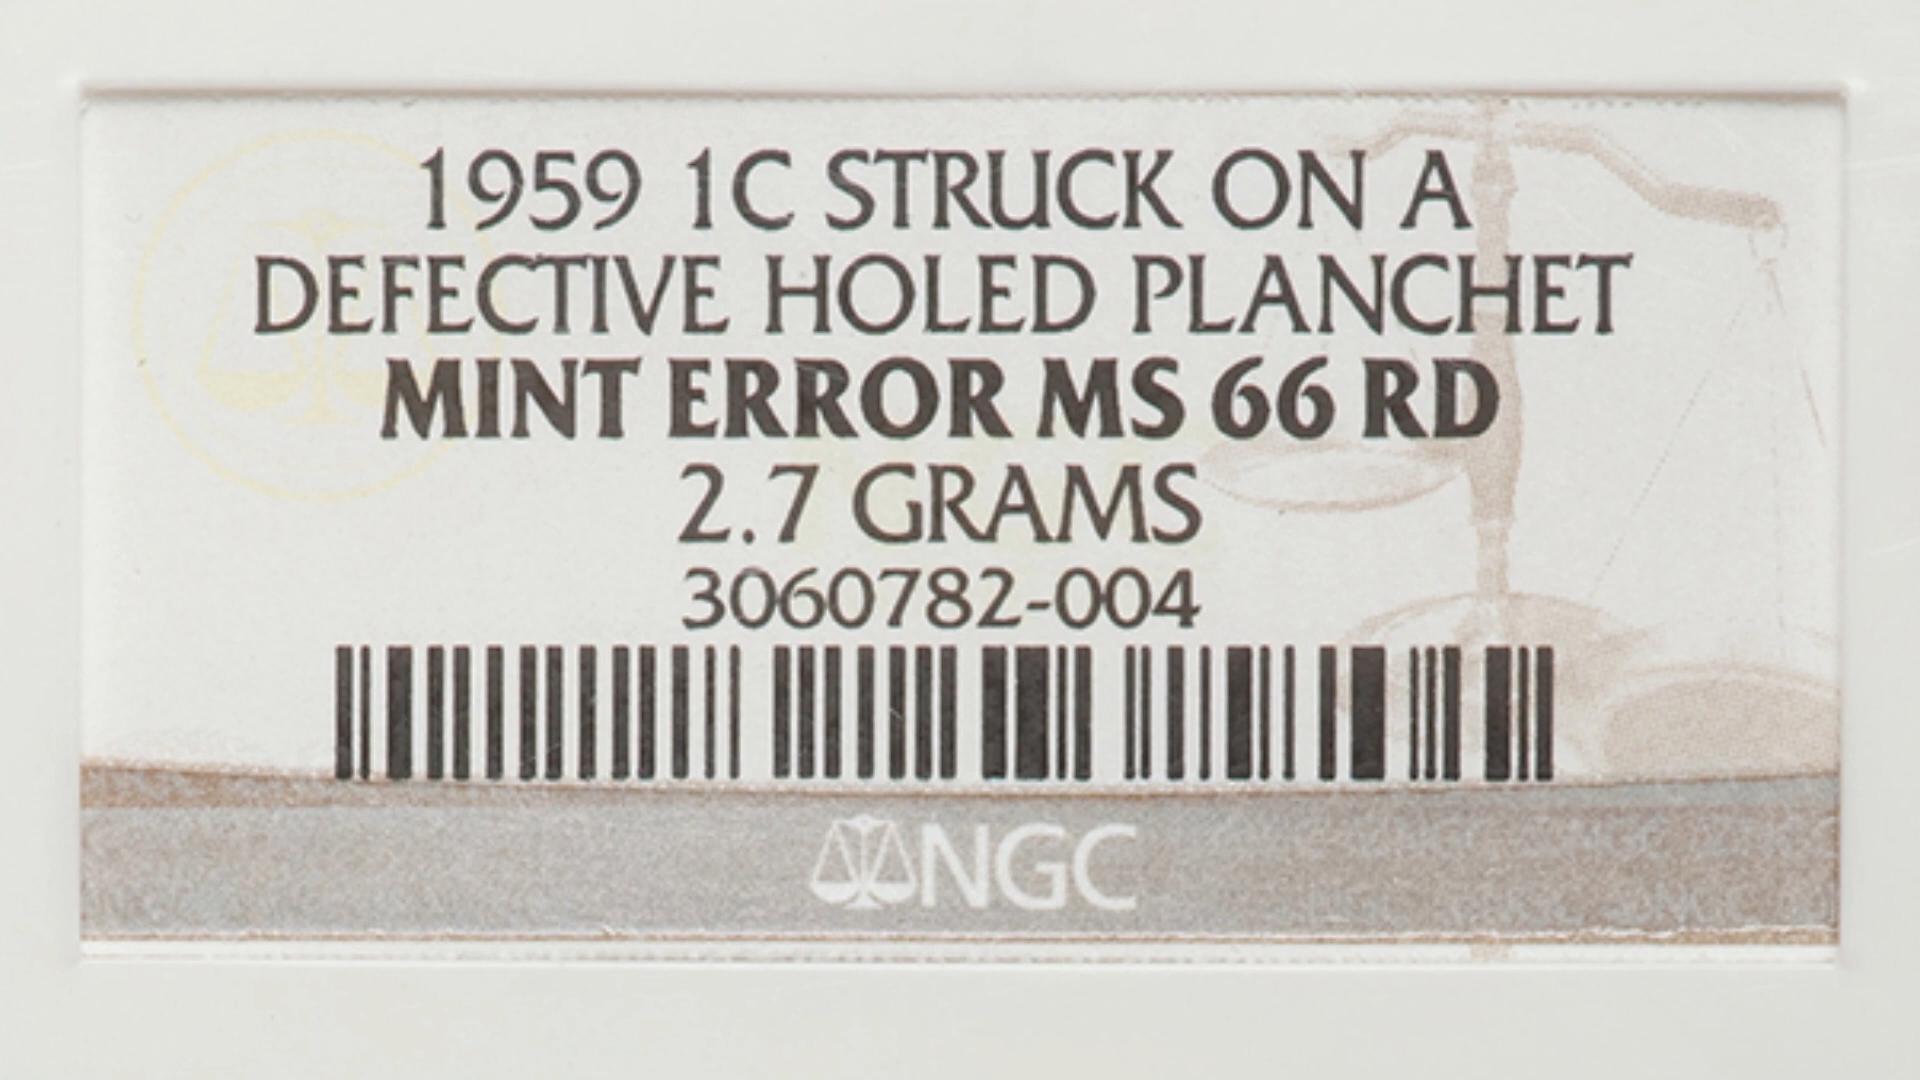 1959 1C STRUCK ON A
DEFECTIVE HOLED PLANCHET
MINT ERROR MS 66 RD
2.7 GRAMS
3060782-004
NGC